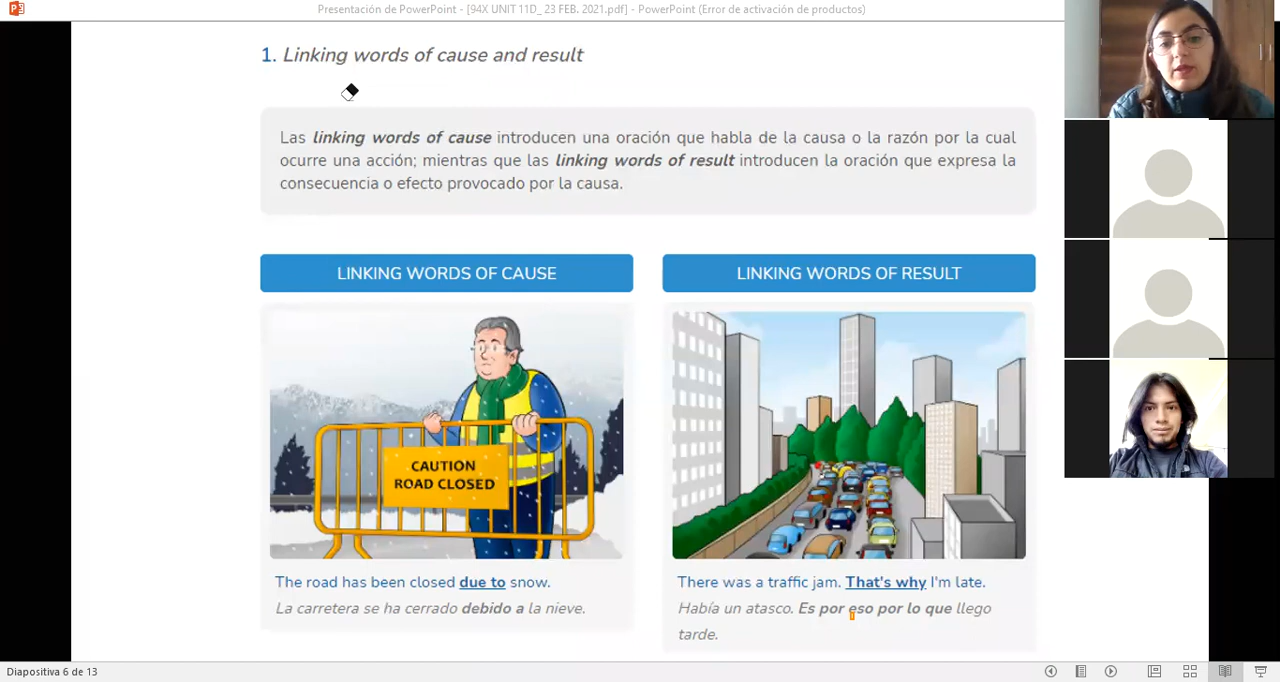 Presentación de PowerPoint - [94X UNIT 11D_ 23 FEB. 2021.pdf] - PowerPoint (Error de activación de productos)
1. Linking words of cause and result
Las linking words of cause introducen una oración que habla de la causa o la razón por la cual
ocurre una acción; mientras que las linking words of result introducen la oración que expresa la
consecuencia o efecto provocado por la causa.
LINKING WORDS OF CAUSE
LINKING WORDS OF RESULT
CAUTION
ROAD CLOSED
The road has been closed due to snow.
La carretera se ha cerrado debido a la nieve.
There was a traffic jam. That's why I'm late.
Había un atasco. Es por eso por lo que llego
tarde.
Diapositiva 6 de 13